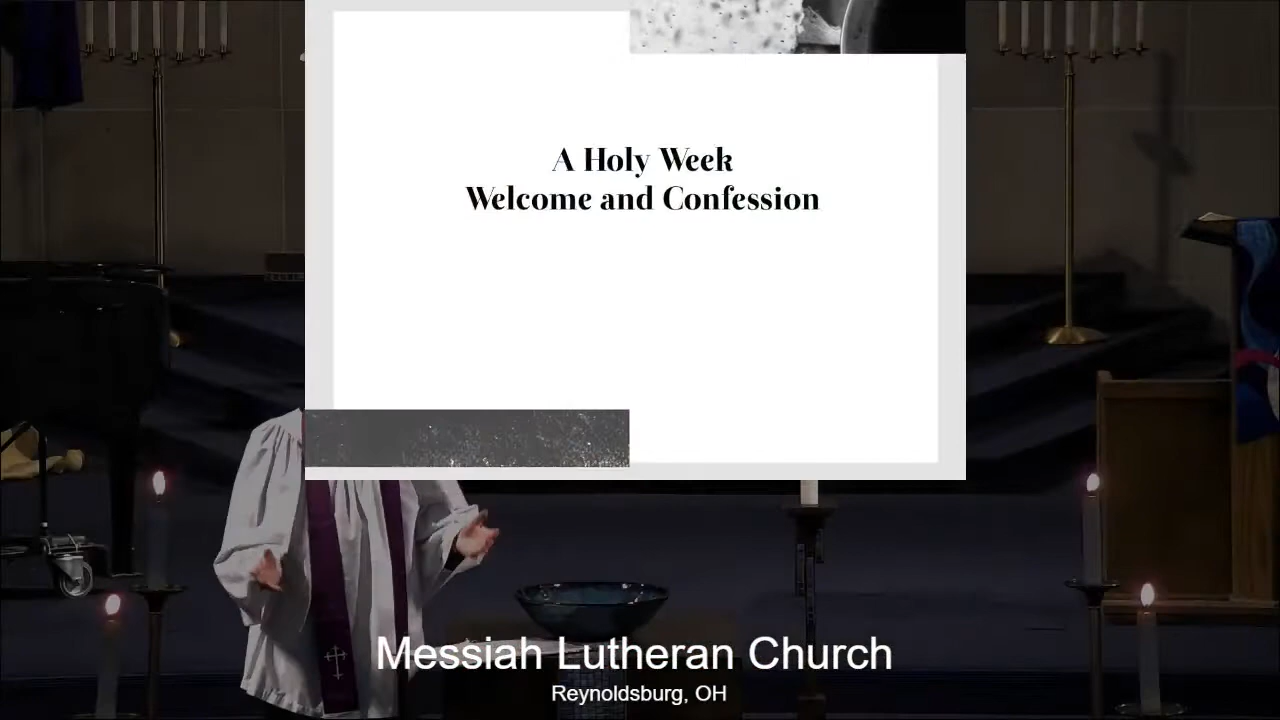 A Holy Week
Welcome and Confession
Messiah Lutheran Church
Reynoldsburg, OH